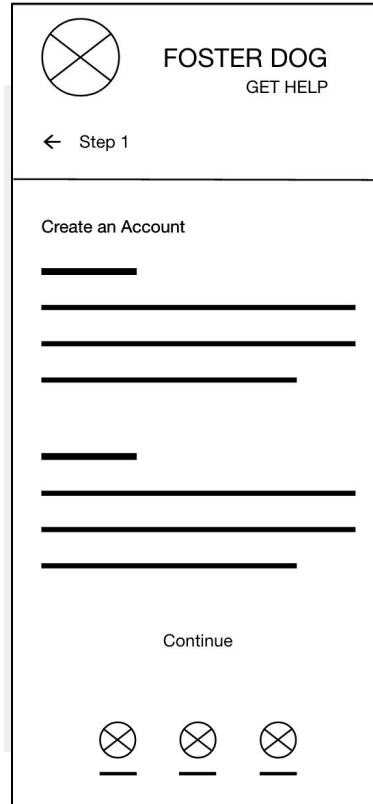 FOSTER DOG
GET HELP
← Step 1
Create an Account
Continue